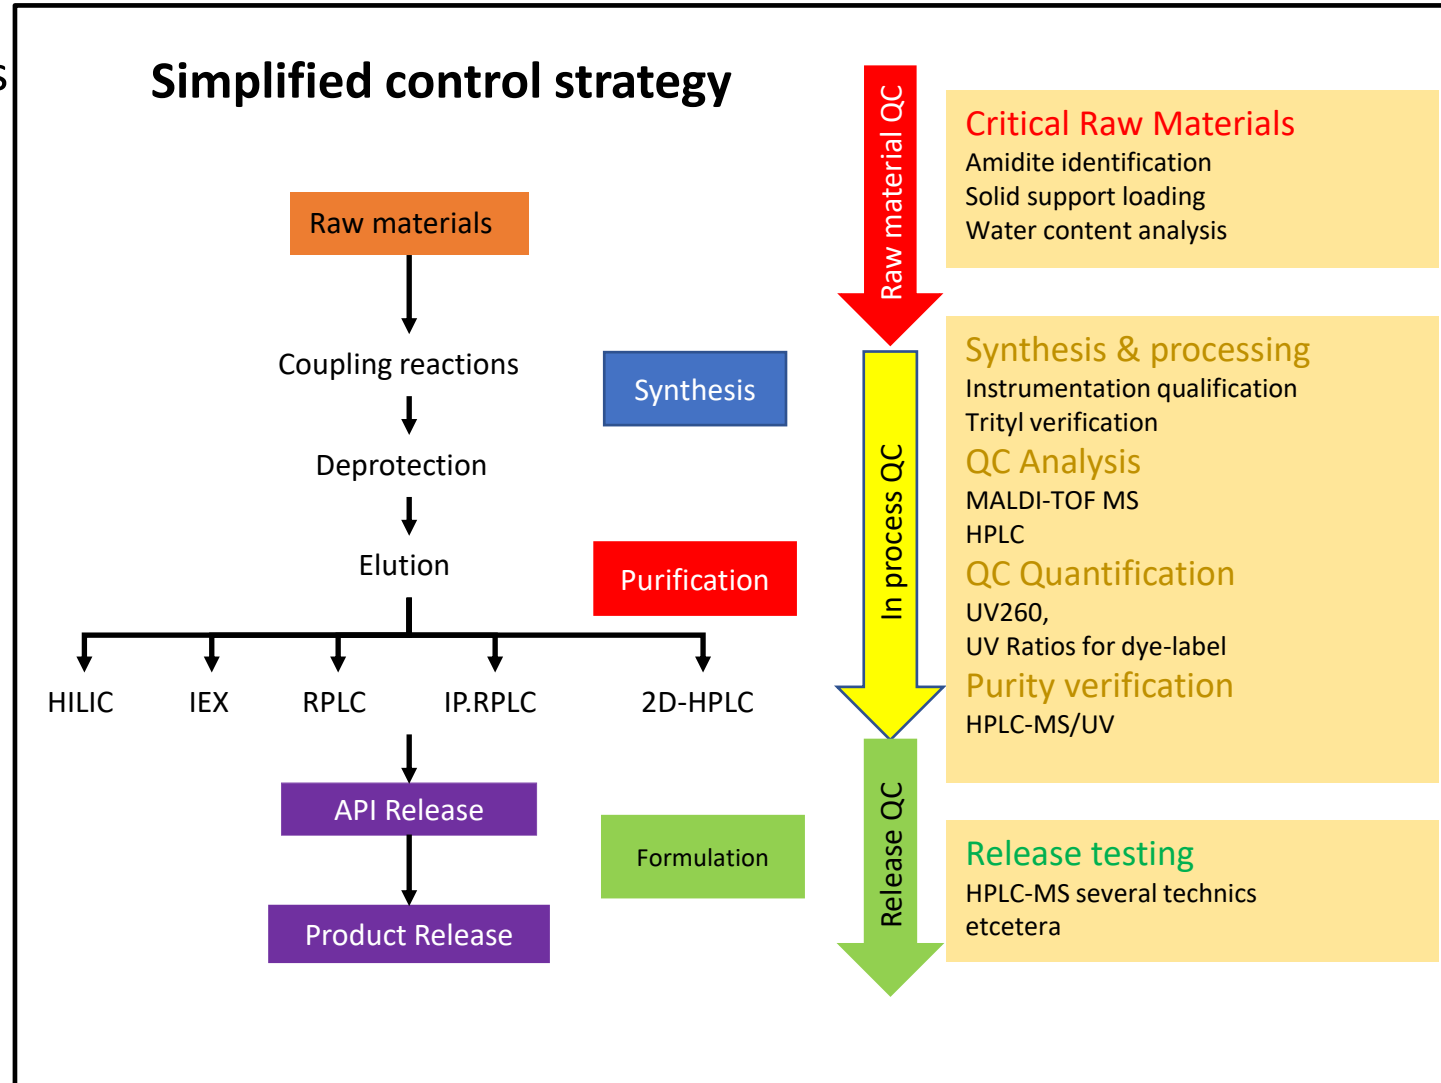 s
Simplified control strategy
Raw materials
Coupling reactions
Deprotection
Elution
HILIC
IEX
RPLC
IP.RPLC
2D-HPLC
API Release
Product Release
Synthesis
Purification
Formulation
Raw material QC
In process QC
Release QC
Critical Raw Materials
Amidite identification
Solid support loading
Water content analysis
Synthesis & processing
Instrumentation qualification
Trityl verification
QC Analysis
MALDI-TOF MS
HPLC
QC Quantification
UV260,
UV Ratios for dye-label
Purity verification
HPLC-MS/UV
Release testing
HPLC-MS several technics
etcetera